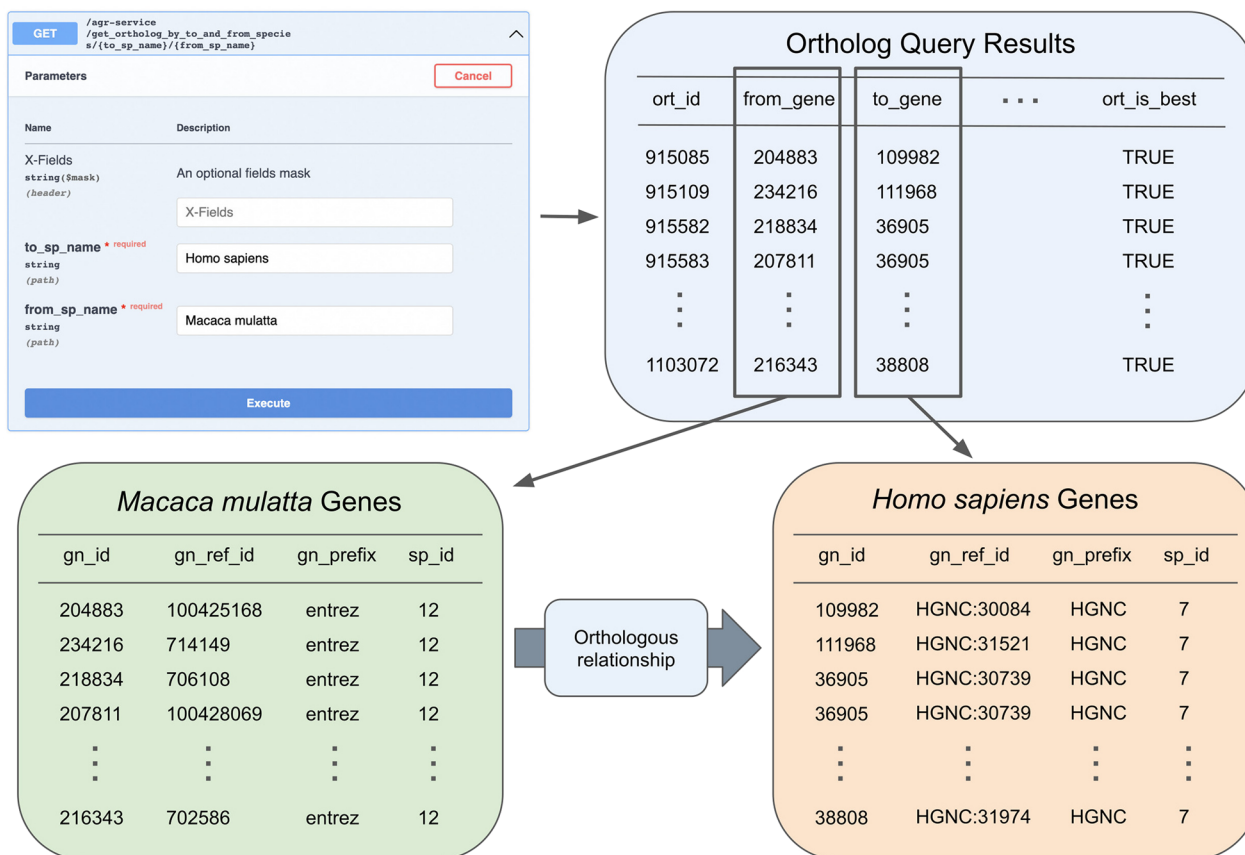 GET
/agr-service
/get_ortholog_by_to_and_from_specie
s/{to_sp_name}/{from_sp_name}
Parameters
Cancel
Name Description
X-Fields
string($mask)
(header)
An optional fields mask
X-Fields
to_sp_name * required
string
(path)
Homo sapiens
from_sp_name * required
string
(path)
Macaca mulatta
Execute
Ortholog Query Results
ort_id from_gene to_gene ... ort_is_best
915085 204883 109982 TRUE
915109 234216 111968 TRUE
915582 218834 36905 TRUE
915583 207811 36905 TRUE
1103072 216343 38808 TRUE
Macaca mulatta Genes
gn_id gn_ref_id gn_prefix sp_id
204883 100425168 entrez 12
234216 714149 entrez 12
218834 706108 entrez 12
207811 100428069 entrez 12
216343 702586 entrez 12
Orthologous
relationship
Homo sapiens Genes
gn_id gn_ref_id gn_prefix sp_id
109982 HGNC:30084 HGNC 7
111968 HGNC:31521 HGNC 7
36905 HGNC:30739 HGNC 7
36905 HGNC:30739 HGNC 7
38808 HGNC:31974 HGNC 7